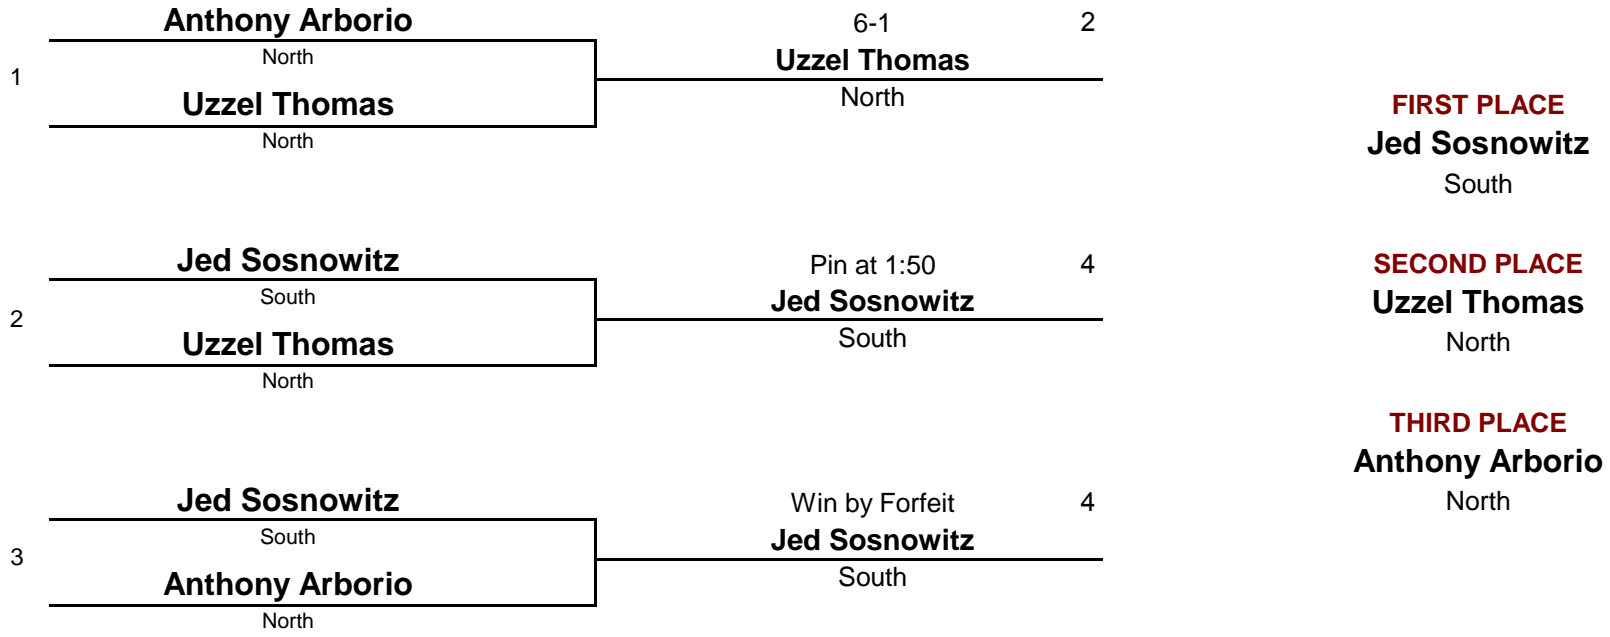 Anthony Arborio
North
1
Uzzel Thomas
North
6-1 2
Uzzel Thomas
North
Jed Sosnowitz
South
2
Uzzel Thomas
North
Pin at 1:50 4
Jed Sosnowitz
South
Jed Sosnowitz
South
3
Anthony Arborio
North
Win by Forfeit 4
Jed Sosnowitz
South
FIRST PLACE
Jed Sosnowitz
South
SECOND PLACE
Uzzel Thomas
North
THIRD PLACE
Anthony Arborio
North